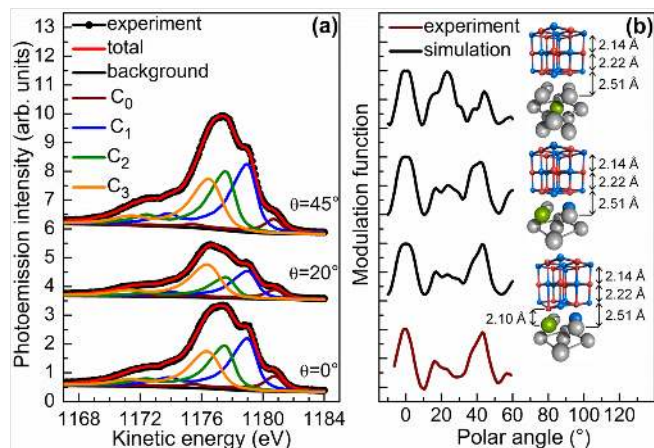 experiment
total
background
C0
C1
C2
C3
(a)
θ=45°
θ=20°
θ=0°
Photoemission intensity (arb. units)
13
12
11
10
9
8
7
6
5
4
3
2
1
0
1168 1172 1176 1180 1184
Kinetic energy (eV)
experiment
simulation
(b)
2.14 Å
2.22 Å
2.51 Å
2.14 Å
2.22 Å
2.51 Å
2.14 Å
2.22 Å
2.10 Å
2.51 Å
Modulation function
0 20 40 60 80 100 120 140
Polar angle (°)